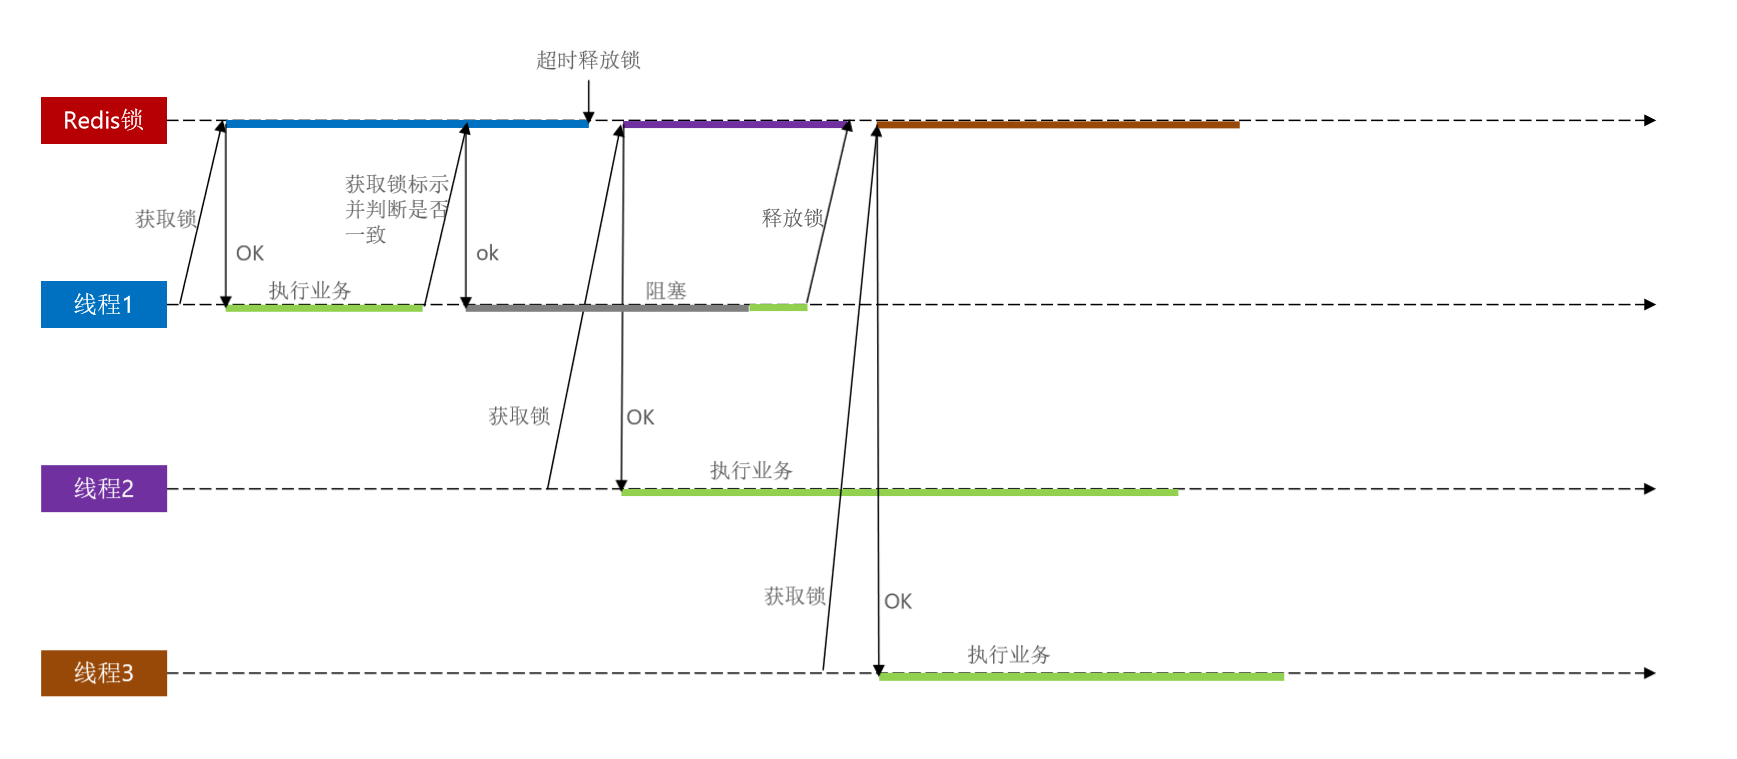 超时释放锁
Redis锁
获取锁标示
并判断是否
一致
获取锁
释放锁
OK
ok
执行业务
阻塞
线程1
获取锁
OK
执行业务
线程2
获取锁
OK
执行业务
线程3